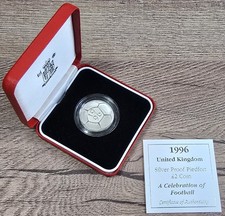 1996
United Kingdom
Silver Proof Piedfort
£2 Coin
A Celebration of
Football
Certificate of Authenticity